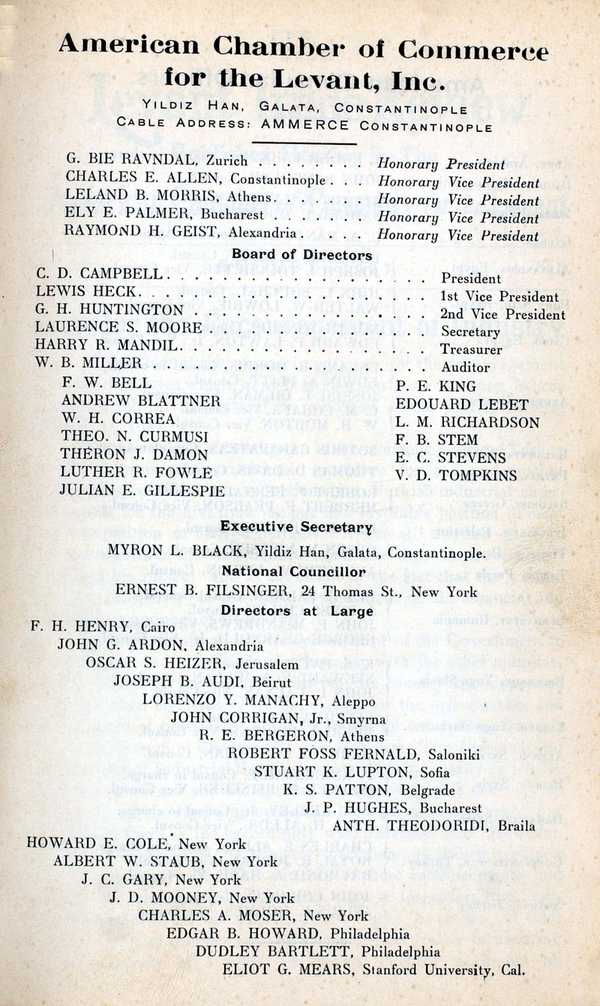 American Chamber of Commerce
for the Levant, Inc.
YILDIZ HAN, GALATA, CONSTANTINOPLE
CABLE ADDRESS: AMMERCE CONSTANTINOPLE
G. BIE RAVNDAL, Zurich . . . . . . . . Honorary President
CHARLES E. ALLEN, Constantinople . . . Honorary Vice President
LELAND B. MORRIS, Athens. . . . . . . Honorary Vice President
ELY E. PALMER, Bucharest . . . . . . . Honorary Vice President
RAYMOND H. GEIST, Alexandria. . . . . Honorary Vice President
Board of Directors
C. D. CAMPBELL. . . . . . . . . . . . . . . . . . President
LEWIS HECK. . . . . . . . . . . . . . . . . . . . 1st Vice President
G. H. HUNTINGTON . . . . . . . . . . . . . . . . 2nd Vice President
LAURENCE S. MOORE . . . . . . . . . . . . . . . Secretary
HARRY R. MANDIL. . . . . . . . . . . . . . . . . Treasurer
W. B. MILLER . . . . . . . . . . . . . . . . . . . Auditor
F. W. BELL P. E. KING
ANDREW BLATTNER EDOUARD LEBET
W. H. CORREA L. M. RICHARDSON
THEO. N. CURMUSI F. B. STEM
THERON J. DAMON E. C. STEVENS
LUTHER R. FOWLE V. D. TOMPKINS
JULIAN E. GILLESPIE
Executive Secretary
MYRON L. BLACK, Yildiz Han, Galata, Constantinople.
National Councillor
ERNEST B. FILSINGER, 24 Thomas St., New York
Directors at Large
F. H. HENRY, Cairo
JOHN G. ARDON, Alexandria
OSCAR S. HEIZER, Jerusalem
JOSEPH B. AUDI, Beirut
LORENZO Y. MANACHY, Aleppo
JOHN CORRIGAN, Jr., Smyrna
R. E. BERGERON, Athens
ROBERT FOSS FERNALD, Saloniki
STUART K. LUPTON, Sofia
K. S. PATTON, Belgrade
J. P. HUGHES, Bucharest
ANTH. THEODORIDI, Braila
HOWARD E. COLE, New York
ALBERT W. STAUB, New York
J. C. GARY, New York
J. D. MOONEY, New York
CHARLES A. MOSER, New York
EDGAR B. HOWARD, Philadelphia
DUDLEY BARTLETT, Philadelphia
ELIOT G. MEARS, Stanford University, Cal.